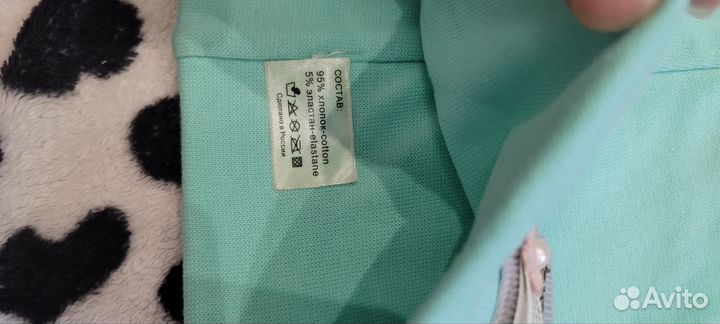 СОСТАВ:
95% хлопок-cotton
5% эластан-elastane
Сделано в России
Avito